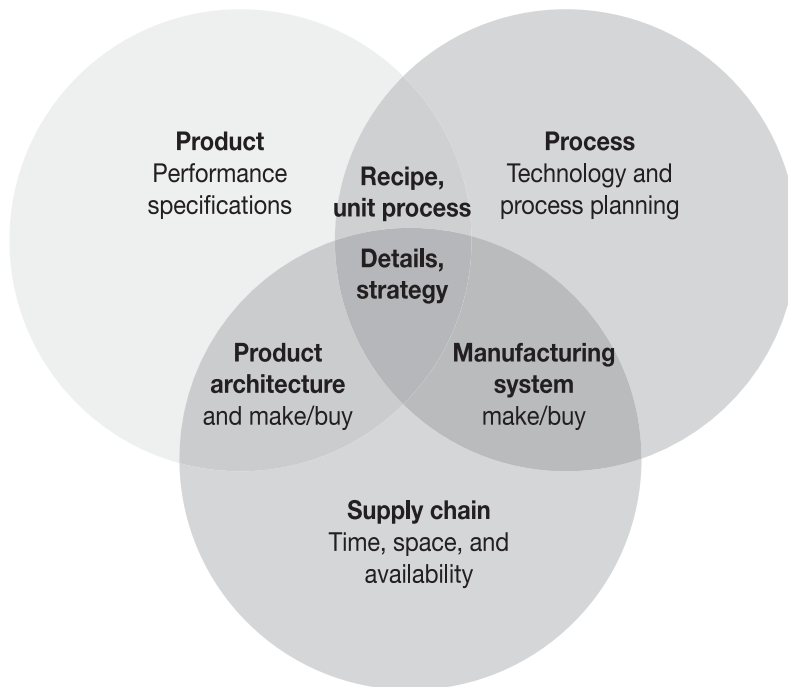 Product
Performance
specifications
Process
Technology and
process planning
Recipe,
unit process
Details,
strategy
Product
architecture
and make/buy
Manufacturing
system
make/buy
Supply chain
Time, space, and
availability